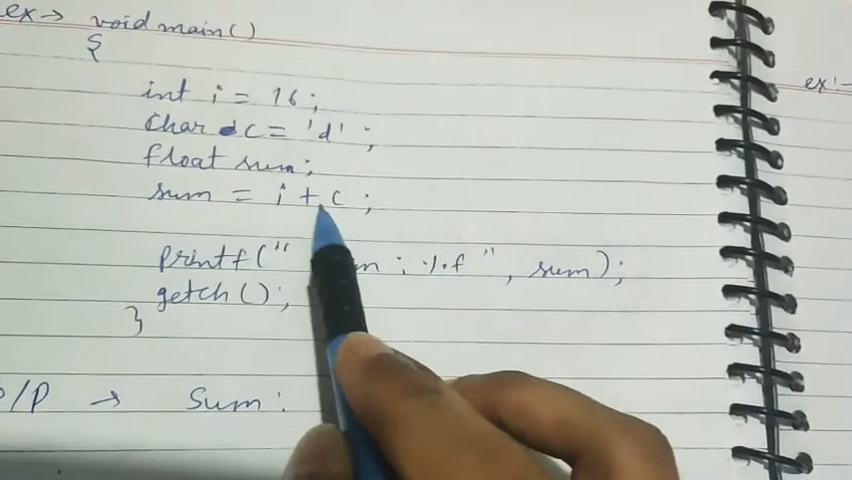 ex→ void main()
{
int i = 16;
char c = 'd';
float sum;
sum = i + c;
printf(" : %f", sum);
getch();
}
O/P → Sum:
ex:-